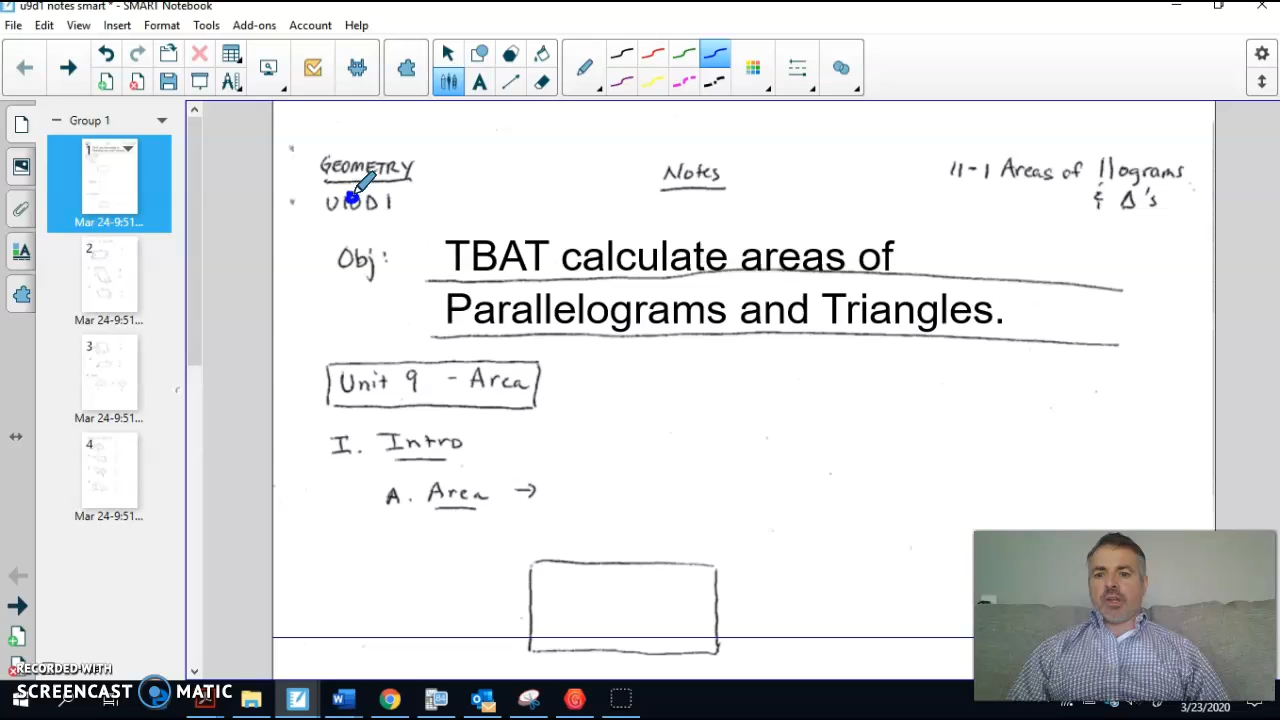 u9d1 notes smart * - SMART Notebook
File Edit View Insert Format Tools Add-ons Account Help
Group 1
1
Mar 24-9:51...
2
Mar 24-9:51...
3
Mar 24-9:51...
4
Mar 24-9:51...
GEOMETRY
Notes
11-1 Areas of llograms
& Δ's
Obj:
TBAT calculate areas of
Parallelograms and Triangles.
Unit 9 - Area
I. Intro
A. Area →
RECORDED WITH
SCREENCAST MATIC
3/23/2020